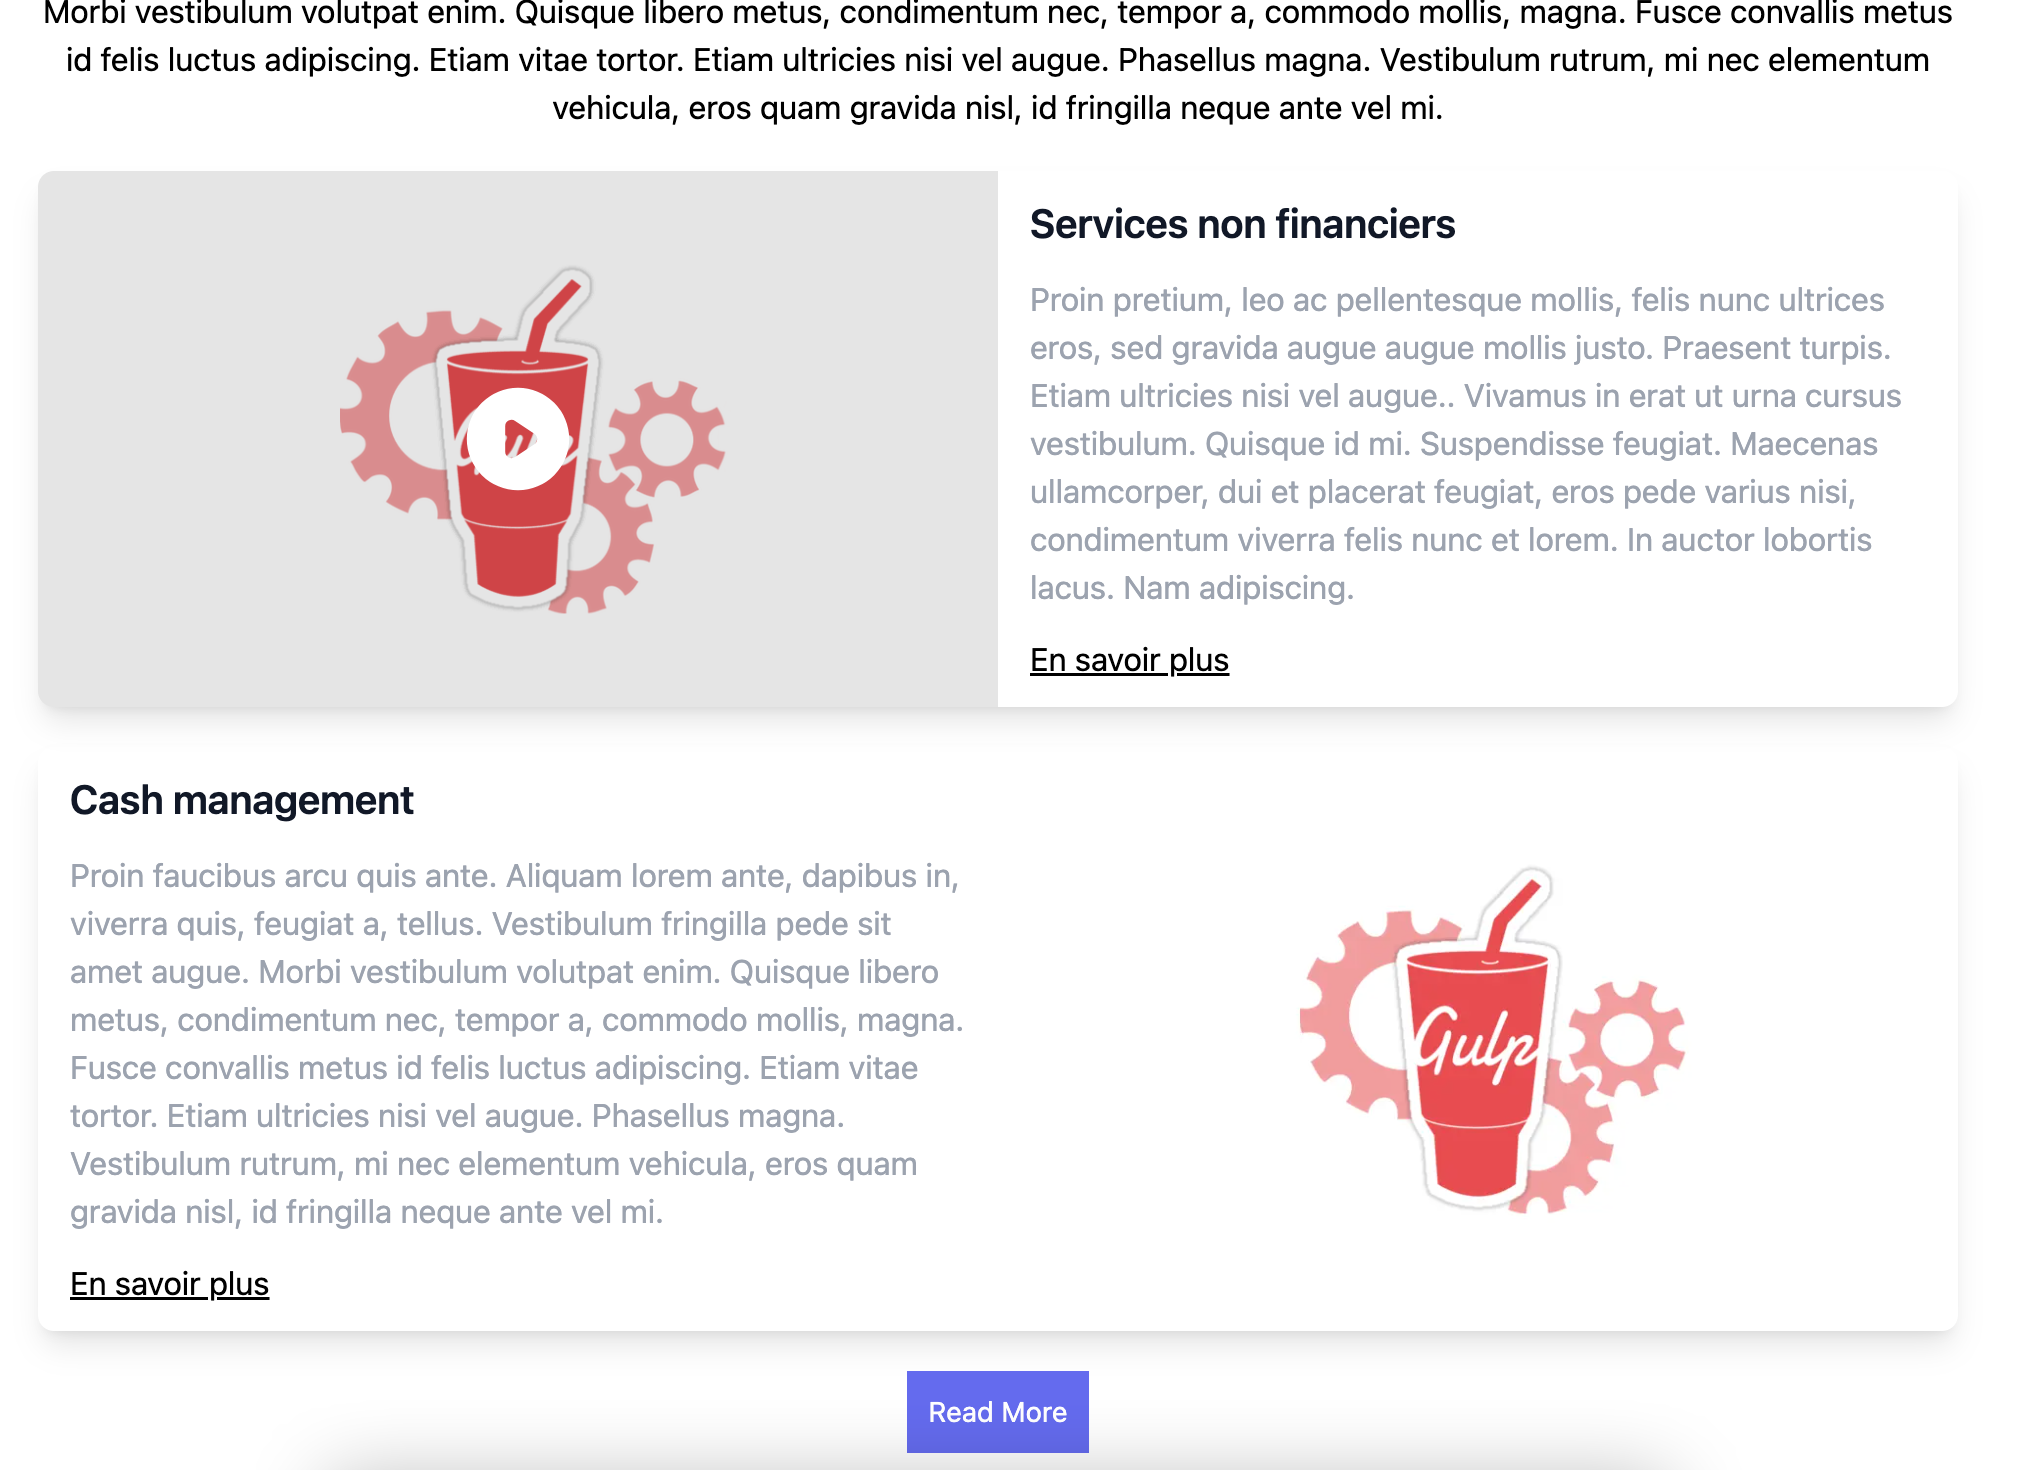 Morbi vestibulum volutpat enim. Quisque libero metus, condimentum nec, tempor a, commodo mollis, magna. Fusce convallis metus
id felis luctus adipiscing. Etiam vitae tortor. Etiam ultricies nisi vel augue. Phasellus magna. Vestibulum rutrum, mi nec elementum
vehicula, eros quam gravida nisl, id fringilla neque ante vel mi.
Services non financiers
Proin pretium, leo ac pellentesque mollis, felis nunc ultrices
eros, sed gravida augue augue mollis justo. Praesent turpis.
Etiam ultricies nisi vel augue.. Vivamus in erat ut urna cursus
vestibulum. Quisque id mi. Suspendisse feugiat. Maecenas
ullamcorper, dui et placerat feugiat, eros pede varius nisi,
condimentum viverra felis nunc et lorem. In auctor lobortis
lacus. Nam adipiscing.
En savoir plus
Cash management
Proin faucibus arcu quis ante. Aliquam lorem ante, dapibus in,
viverra quis, feugiat a, tellus. Vestibulum fringilla pede sit
amet augue. Morbi vestibulum volutpat enim. Quisque libero
metus, condimentum nec, tempor a, commodo mollis, magna.
Fusce convallis metus id felis luctus adipiscing. Etiam vitae
tortor. Etiam ultricies nisi vel augue. Phasellus magna.
Vestibulum rutrum, mi nec elementum vehicula, eros quam
gravida nisl, id fringilla neque ante vel mi.
En savoir plus
Gulp
Read More